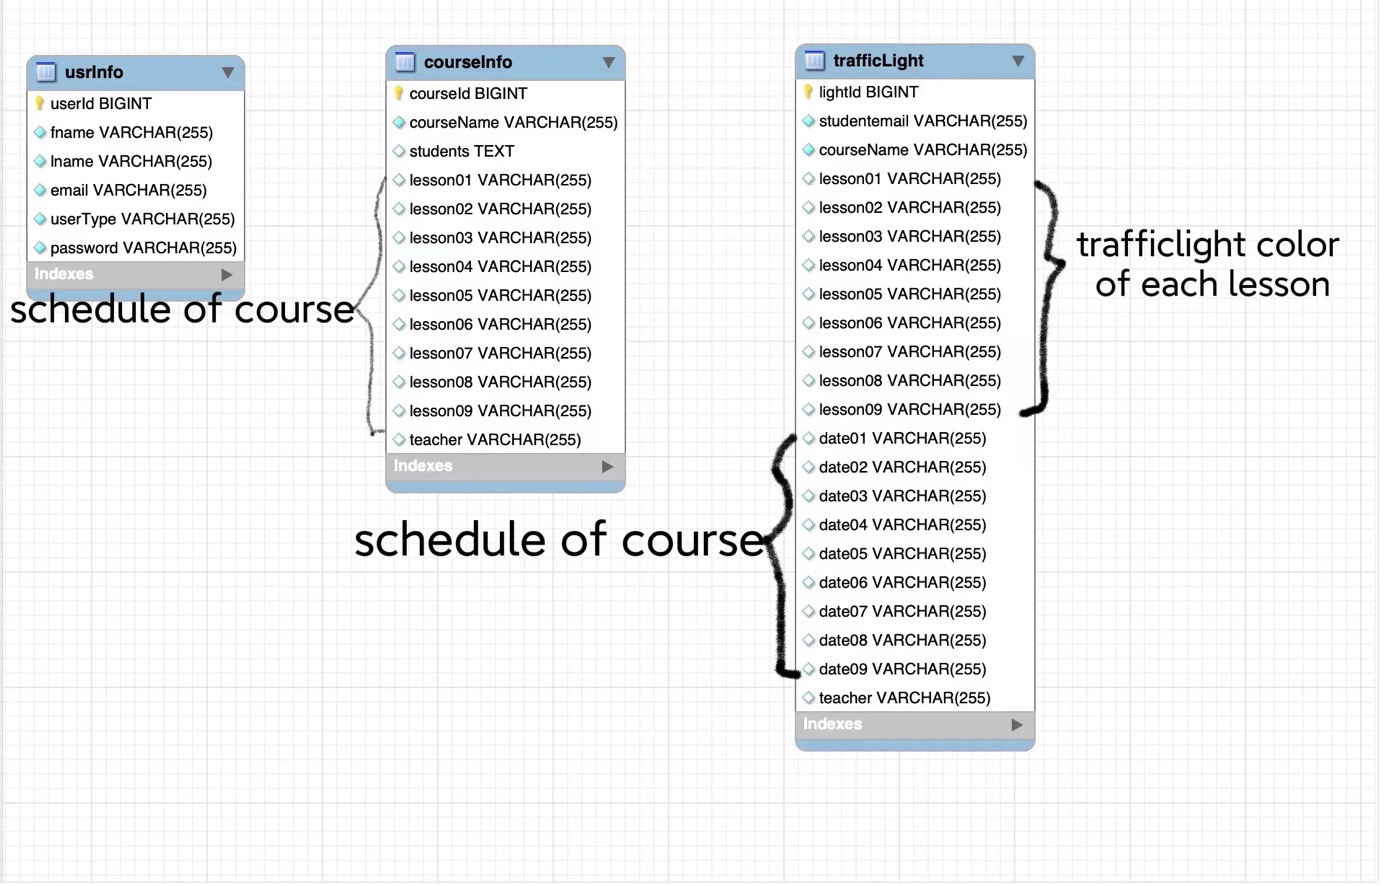 usrInfo
userId BIGINT
fname VARCHAR(255)
lname VARCHAR(255)
email VARCHAR(255)
userType VARCHAR(255)
password VARCHAR(255)
Indexes
schedule of course
courseInfo
courseId BIGINT
courseName VARCHAR(255)
students TEXT
lesson01 VARCHAR(255)
lesson02 VARCHAR(255)
lesson03 VARCHAR(255)
lesson04 VARCHAR(255)
lesson05 VARCHAR(255)
lesson06 VARCHAR(255)
lesson07 VARCHAR(255)
lesson08 VARCHAR(255)
lesson09 VARCHAR(255)
teacher VARCHAR(255)
Indexes
schedule of course
trafficLight
lightId BIGINT
studentemail VARCHAR(255)
courseName VARCHAR(255)
lesson01 VARCHAR(255)
lesson02 VARCHAR(255)
lesson03 VARCHAR(255)
lesson04 VARCHAR(255)
lesson05 VARCHAR(255)
lesson06 VARCHAR(255)
lesson07 VARCHAR(255)
lesson08 VARCHAR(255)
lesson09 VARCHAR(255)
date01 VARCHAR(255)
date02 VARCHAR(255)
date03 VARCHAR(255)
date04 VARCHAR(255)
date05 VARCHAR(255)
date06 VARCHAR(255)
date07 VARCHAR(255)
date08 VARCHAR(255)
date09 VARCHAR(255)
teacher VARCHAR(255)
Indexes
trafficlight color
of each lesson